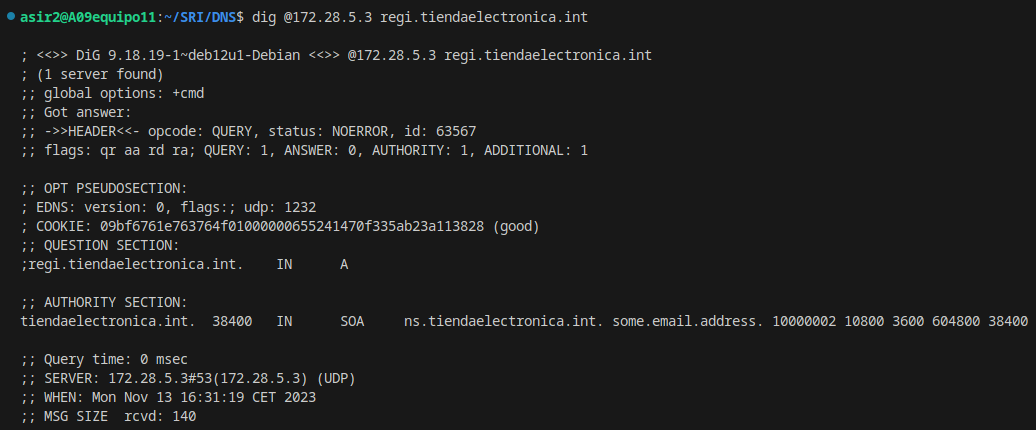 asir2@A09equipo11:~/SRI/DNS$ dig @172.28.5.3 regi.tiendaelectronica.int
; <<>> DiG 9.18.19-1~deb12u1-Debian <<>> @172.28.5.3 regi.tiendaelectronica.int
; (1 server found)
;; global options: +cmd
;; Got answer:
;; ->>HEADER<<- opcode: QUERY, status: NOERROR, id: 63567
;; flags: qr aa rd ra; QUERY: 1, ANSWER: 0, AUTHORITY: 1, ADDITIONAL: 1
;; OPT PSEUDOSECTION:
; EDNS: version: 0, flags:; udp: 1232
; COOKIE: 09bf6761e763764f01000000655241470f335ab23a113828 (good)
;; QUESTION SECTION:
;regi.tiendaelectronica.int. IN A
;; AUTHORITY SECTION:
tiendaelectronica.int. 38400 IN SOA ns.tiendaelectronica.int. some.email.address. 10000002 10800 3600 604800 38400
;; Query time: 0 msec
;; SERVER: 172.28.5.3#53(172.28.5.3) (UDP)
;; WHEN: Mon Nov 13 16:31:19 CET 2023
;; MSG SIZE rcvd: 140